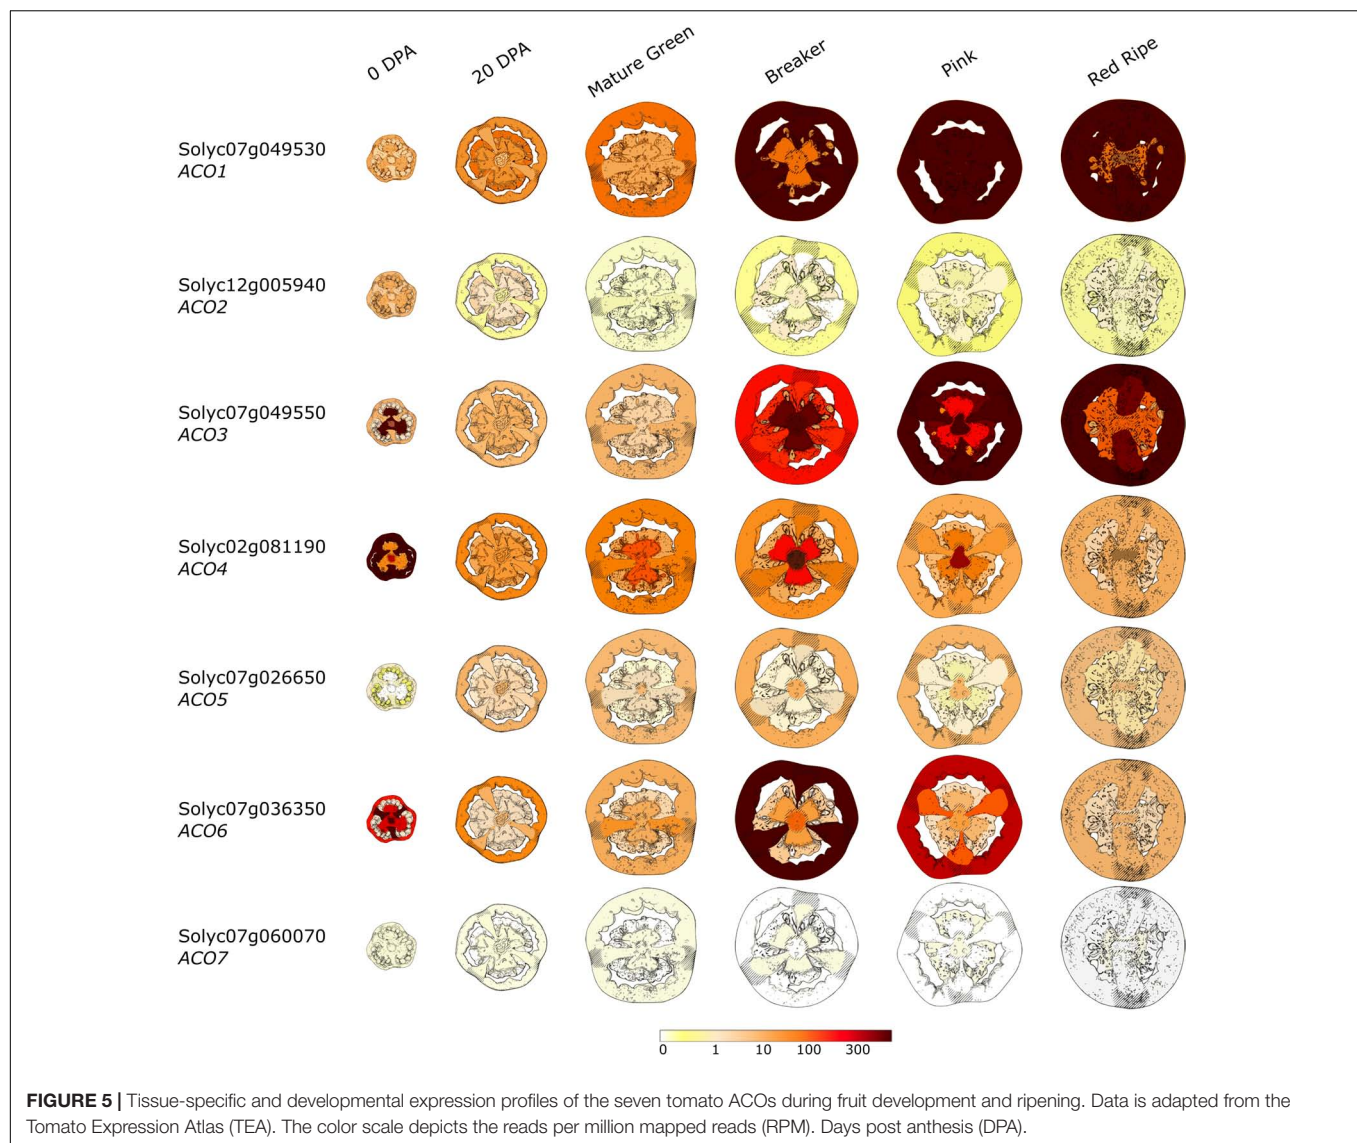 0 DPA
20 DPA
Mature Green
Breaker
Pink
Red Ripe
Solyc07g049530
ACO1
Solyc12g005940
ACO2
Solyc07g049550
ACO3
Solyc02g081190
ACO4
Solyc07g026650
ACO5
Solyc07g036350
ACO6
Solyc07g060070
ACO7
0 1 10 100 300
FIGURE 5 | Tissue-specific and developmental expression profiles of the seven tomato ACOs during fruit development and ripening. Data is adapted from the
Tomato Expression Atlas (TEA). The color scale depicts the reads per million mapped reads (RPM). Days post anthesis (DPA).